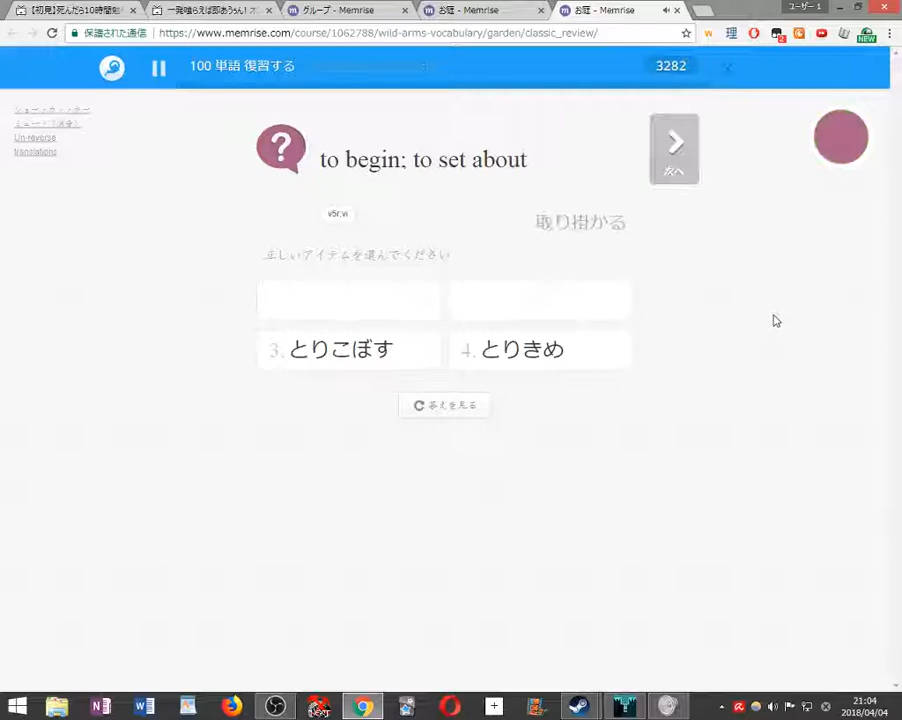 グループ - Memrise
お庭 - Memrise
お庭 - Memrise
ユーザー 1
保護された通信
https://www.memrise.com/course/1062788/wild-arms-vocabulary/garden/classic_review/
100 単語 復習する
3282
Un-reverse
translations
to begin; to set about
次へ
v5r,vi
取り掛かる
正しいアイテムを選んでください
3. とりこぼす
4. とりきめ
答えを見る
21:04
2018/04/04